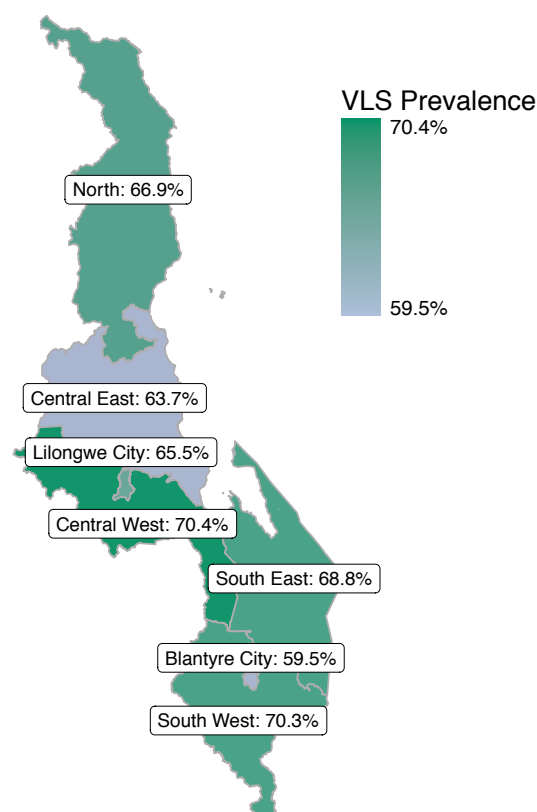 VLS Prevalence
70.4%
59.5%
North: 66.9%
Central East: 63.7%
Lilongwe City: 65.5%
Central West: 70.4%
South East: 68.8%
Blantyre City: 59.5%
South West: 70.3%